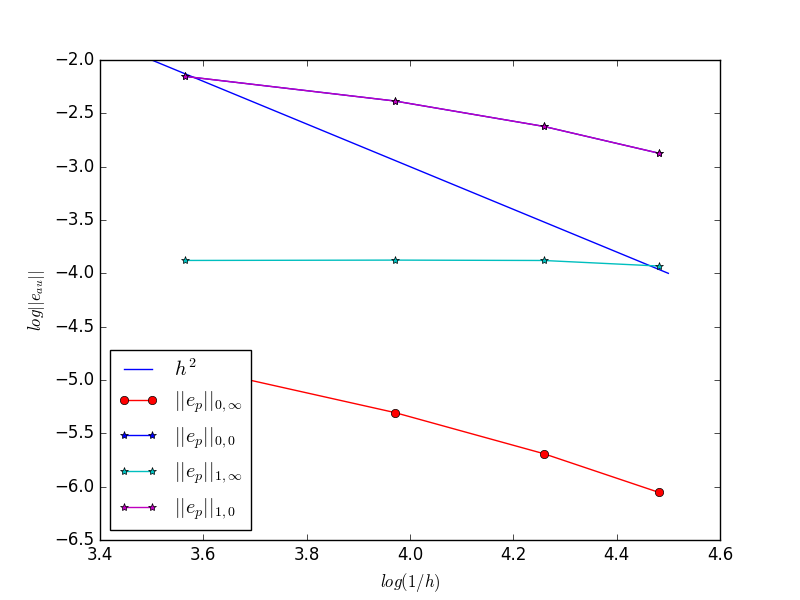 −2.0
−2.5
−3.0
−3.5
−4.0
−4.5
−5.0
−5.5
−6.0
−6.5
log||e_{au}||
h^2
||e_p||_{0,∞}
||e_p||_{0,0}
||e_p||_{1,∞}
||e_p||_{1,0}
3.4 3.6 3.8 4.0 4.2 4.4 4.6
log(1/h)